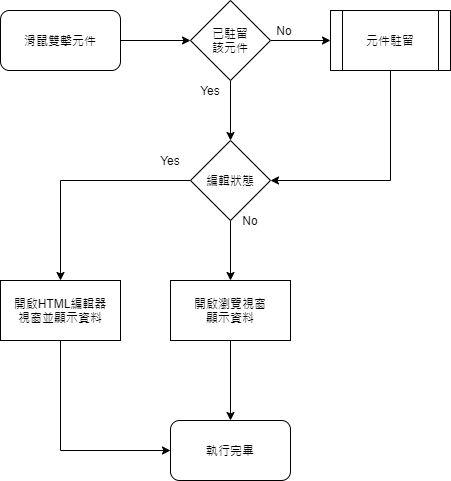 滑鼠雙擊元件
已駐留
該元件
No
元件駐留
Yes
Yes
編輯狀態
No
開啟HTML編輯器
視窗並顯示資料
開啟瀏覽視窗
顯示資料
執行完畢